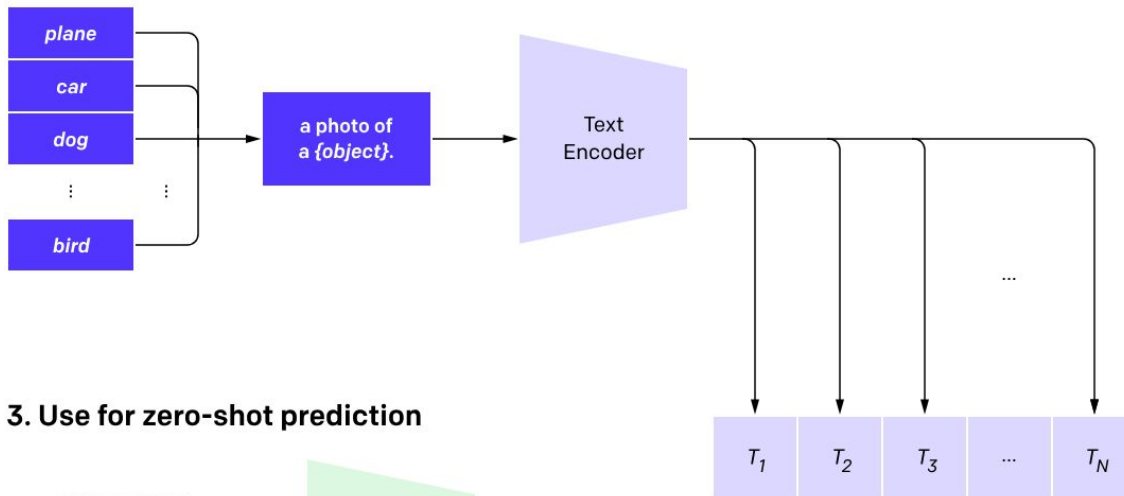 plane
car
dog
⋮ ⋮
bird
a photo of
a {object}.
Text
Encoder
...
3. Use for zero-shot prediction
T1 T2 T3 ... TN